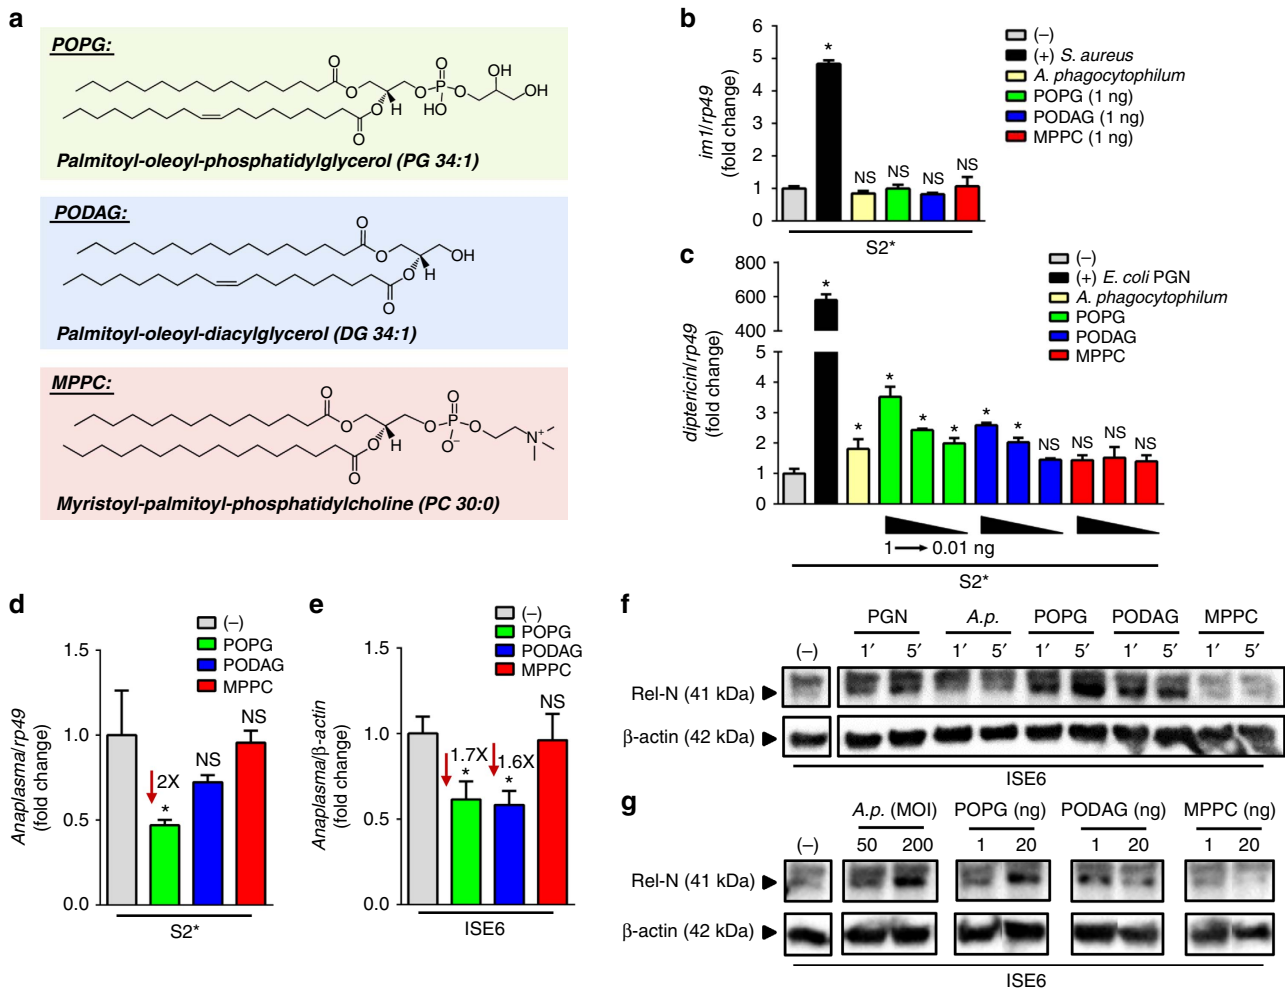 a
POPG:
O
O
O
P
O
HO
O
H
O
O
OH
OH
Palmitoyl-oleoyl-phosphatidylglycerol (PG 34:1)
PODAG:
O
O
OH
O
H
O
Palmitoyl-oleoyl-diacylglycerol (DG 34:1)
MPPC:
O
O
O
O
P
O
O⁻
N⁺
O
H
O
Myristoyl-palmitoyl-phosphatidylcholine (PC 30:0)
b
im1/rp49
(fold change)
6
5
4
3
2
1
0
*
NS NS NS NS
S2*
(–)
(+) S. aureus
A. phagocytophilum
POPG (1 ng)
PODAG (1 ng)
MPPC (1 ng)
c
diptericin/rp49
(fold change)
800
600
400
5
4
3
2
1
0
* * * * * * * NS NS NS NS
1 → 0.01 ng
S2*
(–)
(+) E. coli PGN
A. phagocytophilum
POPG
PODAG
MPPC
d
Anaplasma/rp49
(fold change)
1.5
1.0
0.5
0.0
(–)
POPG
PODAG
MPPC
2X
*
NS
NS
S2*
e
Anaplasma/β-actin
(fold change)
1.5
1.0
0.5
0.0
(–)
POPG
PODAG
MPPC
1.7X
*
1.6X
*
NS
ISE6
f
PGN A.p. POPG PODAG MPPC
(–) 1′ 5′ 1′ 5′ 1′ 5′ 1′ 5′ 1′ 5′
Rel-N (41 kDa)
β-actin (42 kDa)
ISE6
g
A.p. (MOI) POPG (ng) PODAG (ng) MPPC (ng)
(–) 50 200 1 20 1 20 1 20
Rel-N (41 kDa)
β-actin (42 kDa)
ISE6